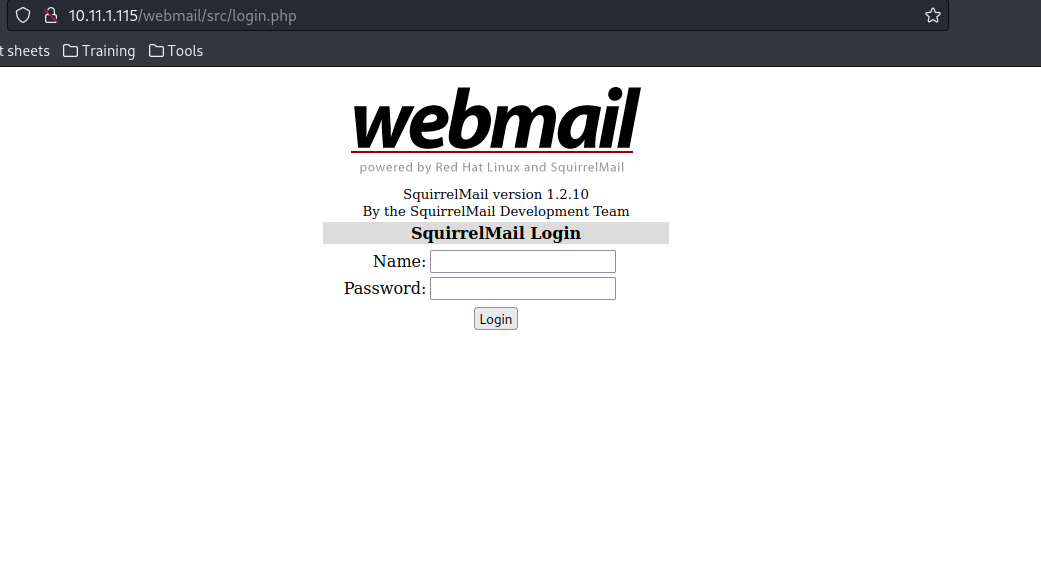 10.11.1.115/webmail/src/login.php
t sheets Training Tools
webmail
powered by Red Hat Linux and SquirrelMail
SquirrelMail version 1.2.10
By the SquirrelMail Development Team
SquirrelMail Login
Name:
Password:
Login